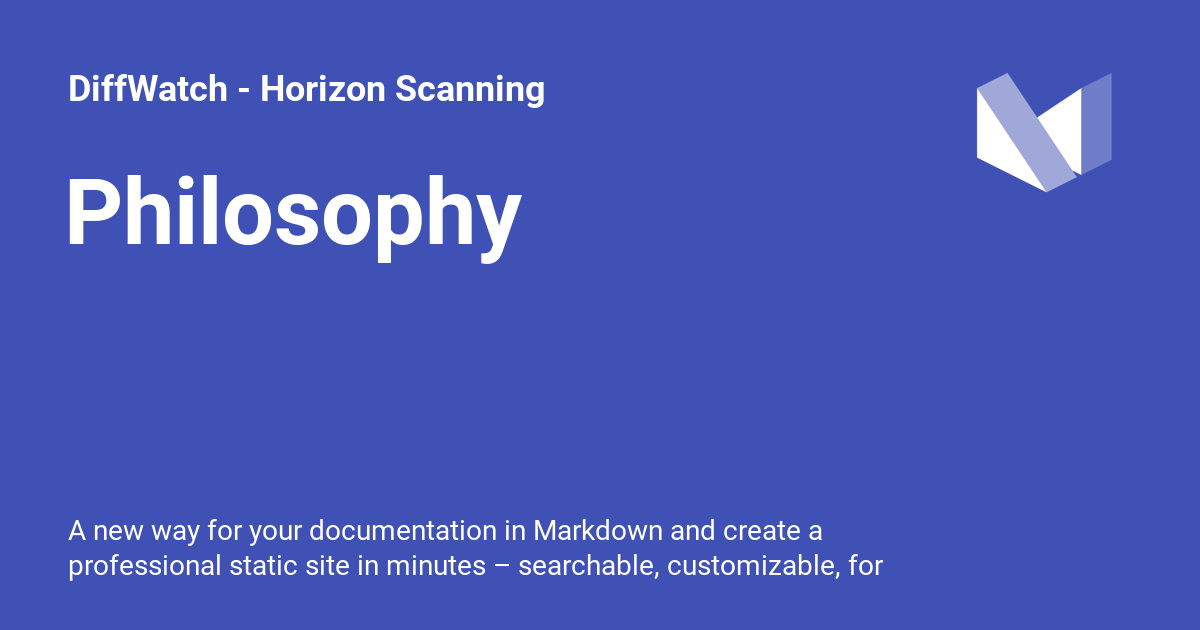 DiffWatch - Horizon Scanning
Philosophy
A new way for your documentation in Markdown and create a
professional static site in minutes – searchable, customizable, for